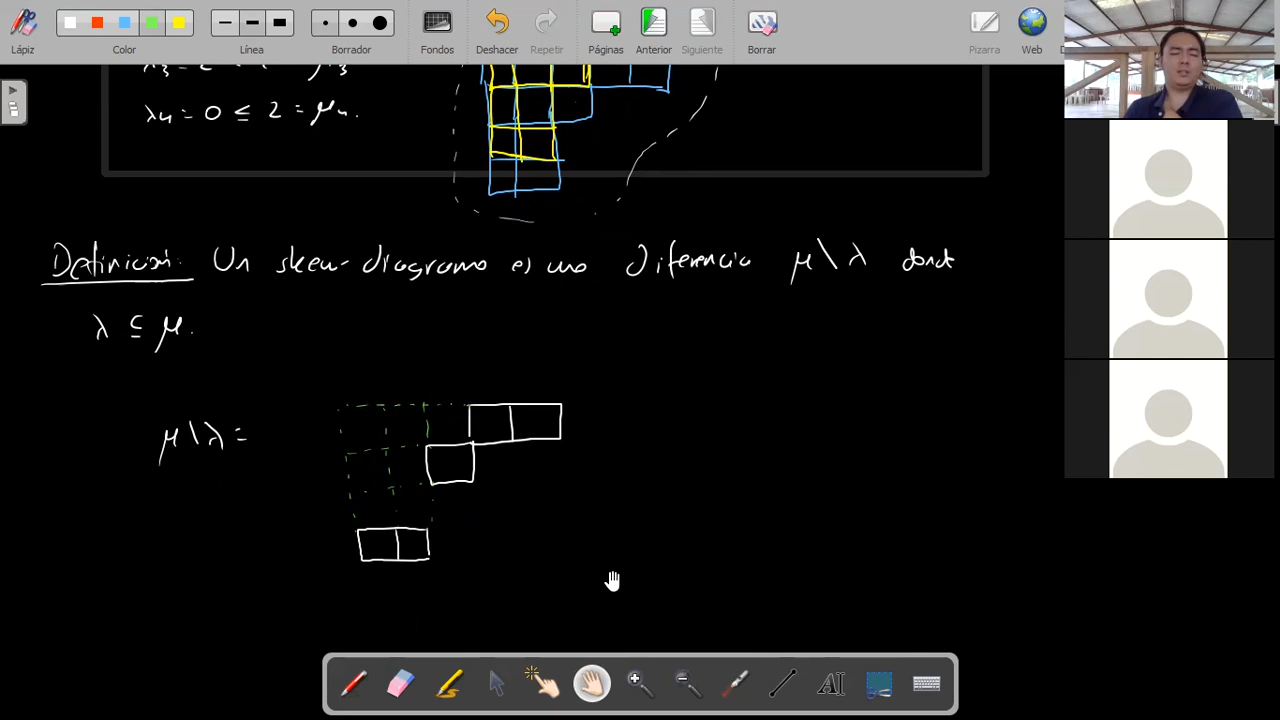 Lápiz
Color
Línea
Borrador
Fondos
Deshacer
Repetir
Páginas
Anterior
Siguiente
Borrar
Pizarra
Web
D
λ₄ = 0 ≤ 2 = μ₄.
Definición: Un skew-diagrama es una diferencia μ\λ donde
λ ⊆ μ.
μ\λ =
AI